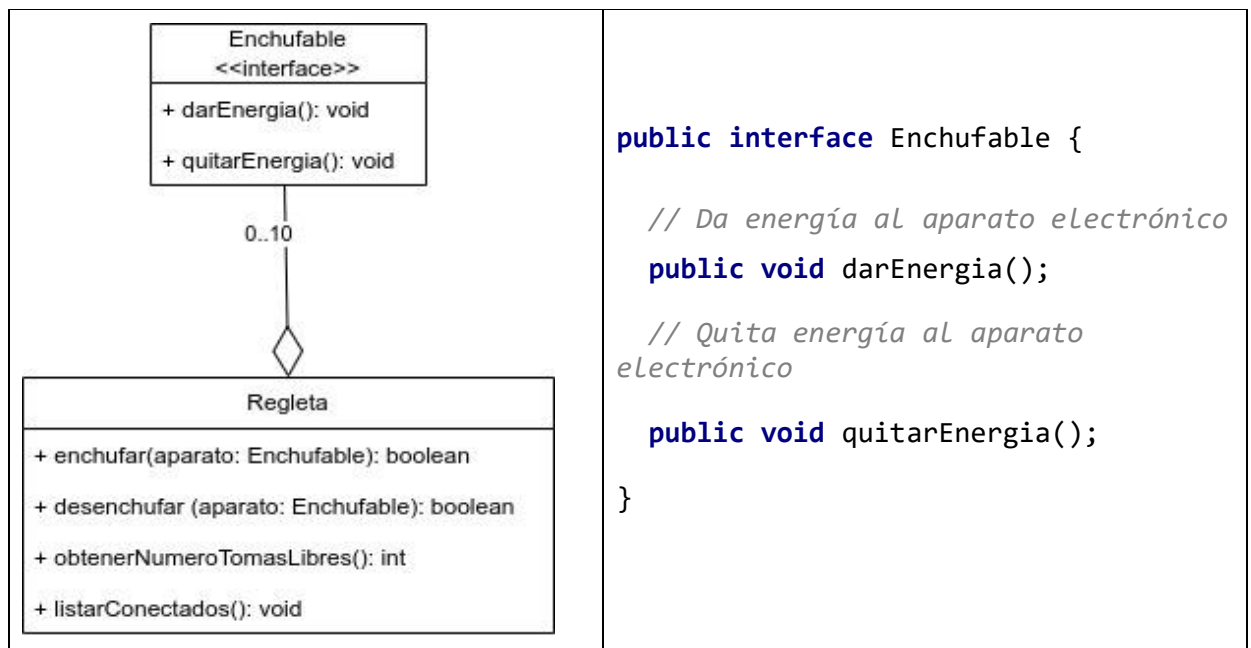 Enchufable
<<interface>>
+ darEnergia(): void
+ quitarEnergia(): void
0..10
Regleta
+ enchufar(aparato: Enchufable): boolean
+ desenchufar (aparato: Enchufable): boolean
+ obtenerNumeroTomasLibres(): int
+ listarConectados(): void
public interface Enchufable {
// Da energía al aparato electrónico
public void darEnergia();
// Quita energía al aparato
electrónico
public void quitarEnergia();
}